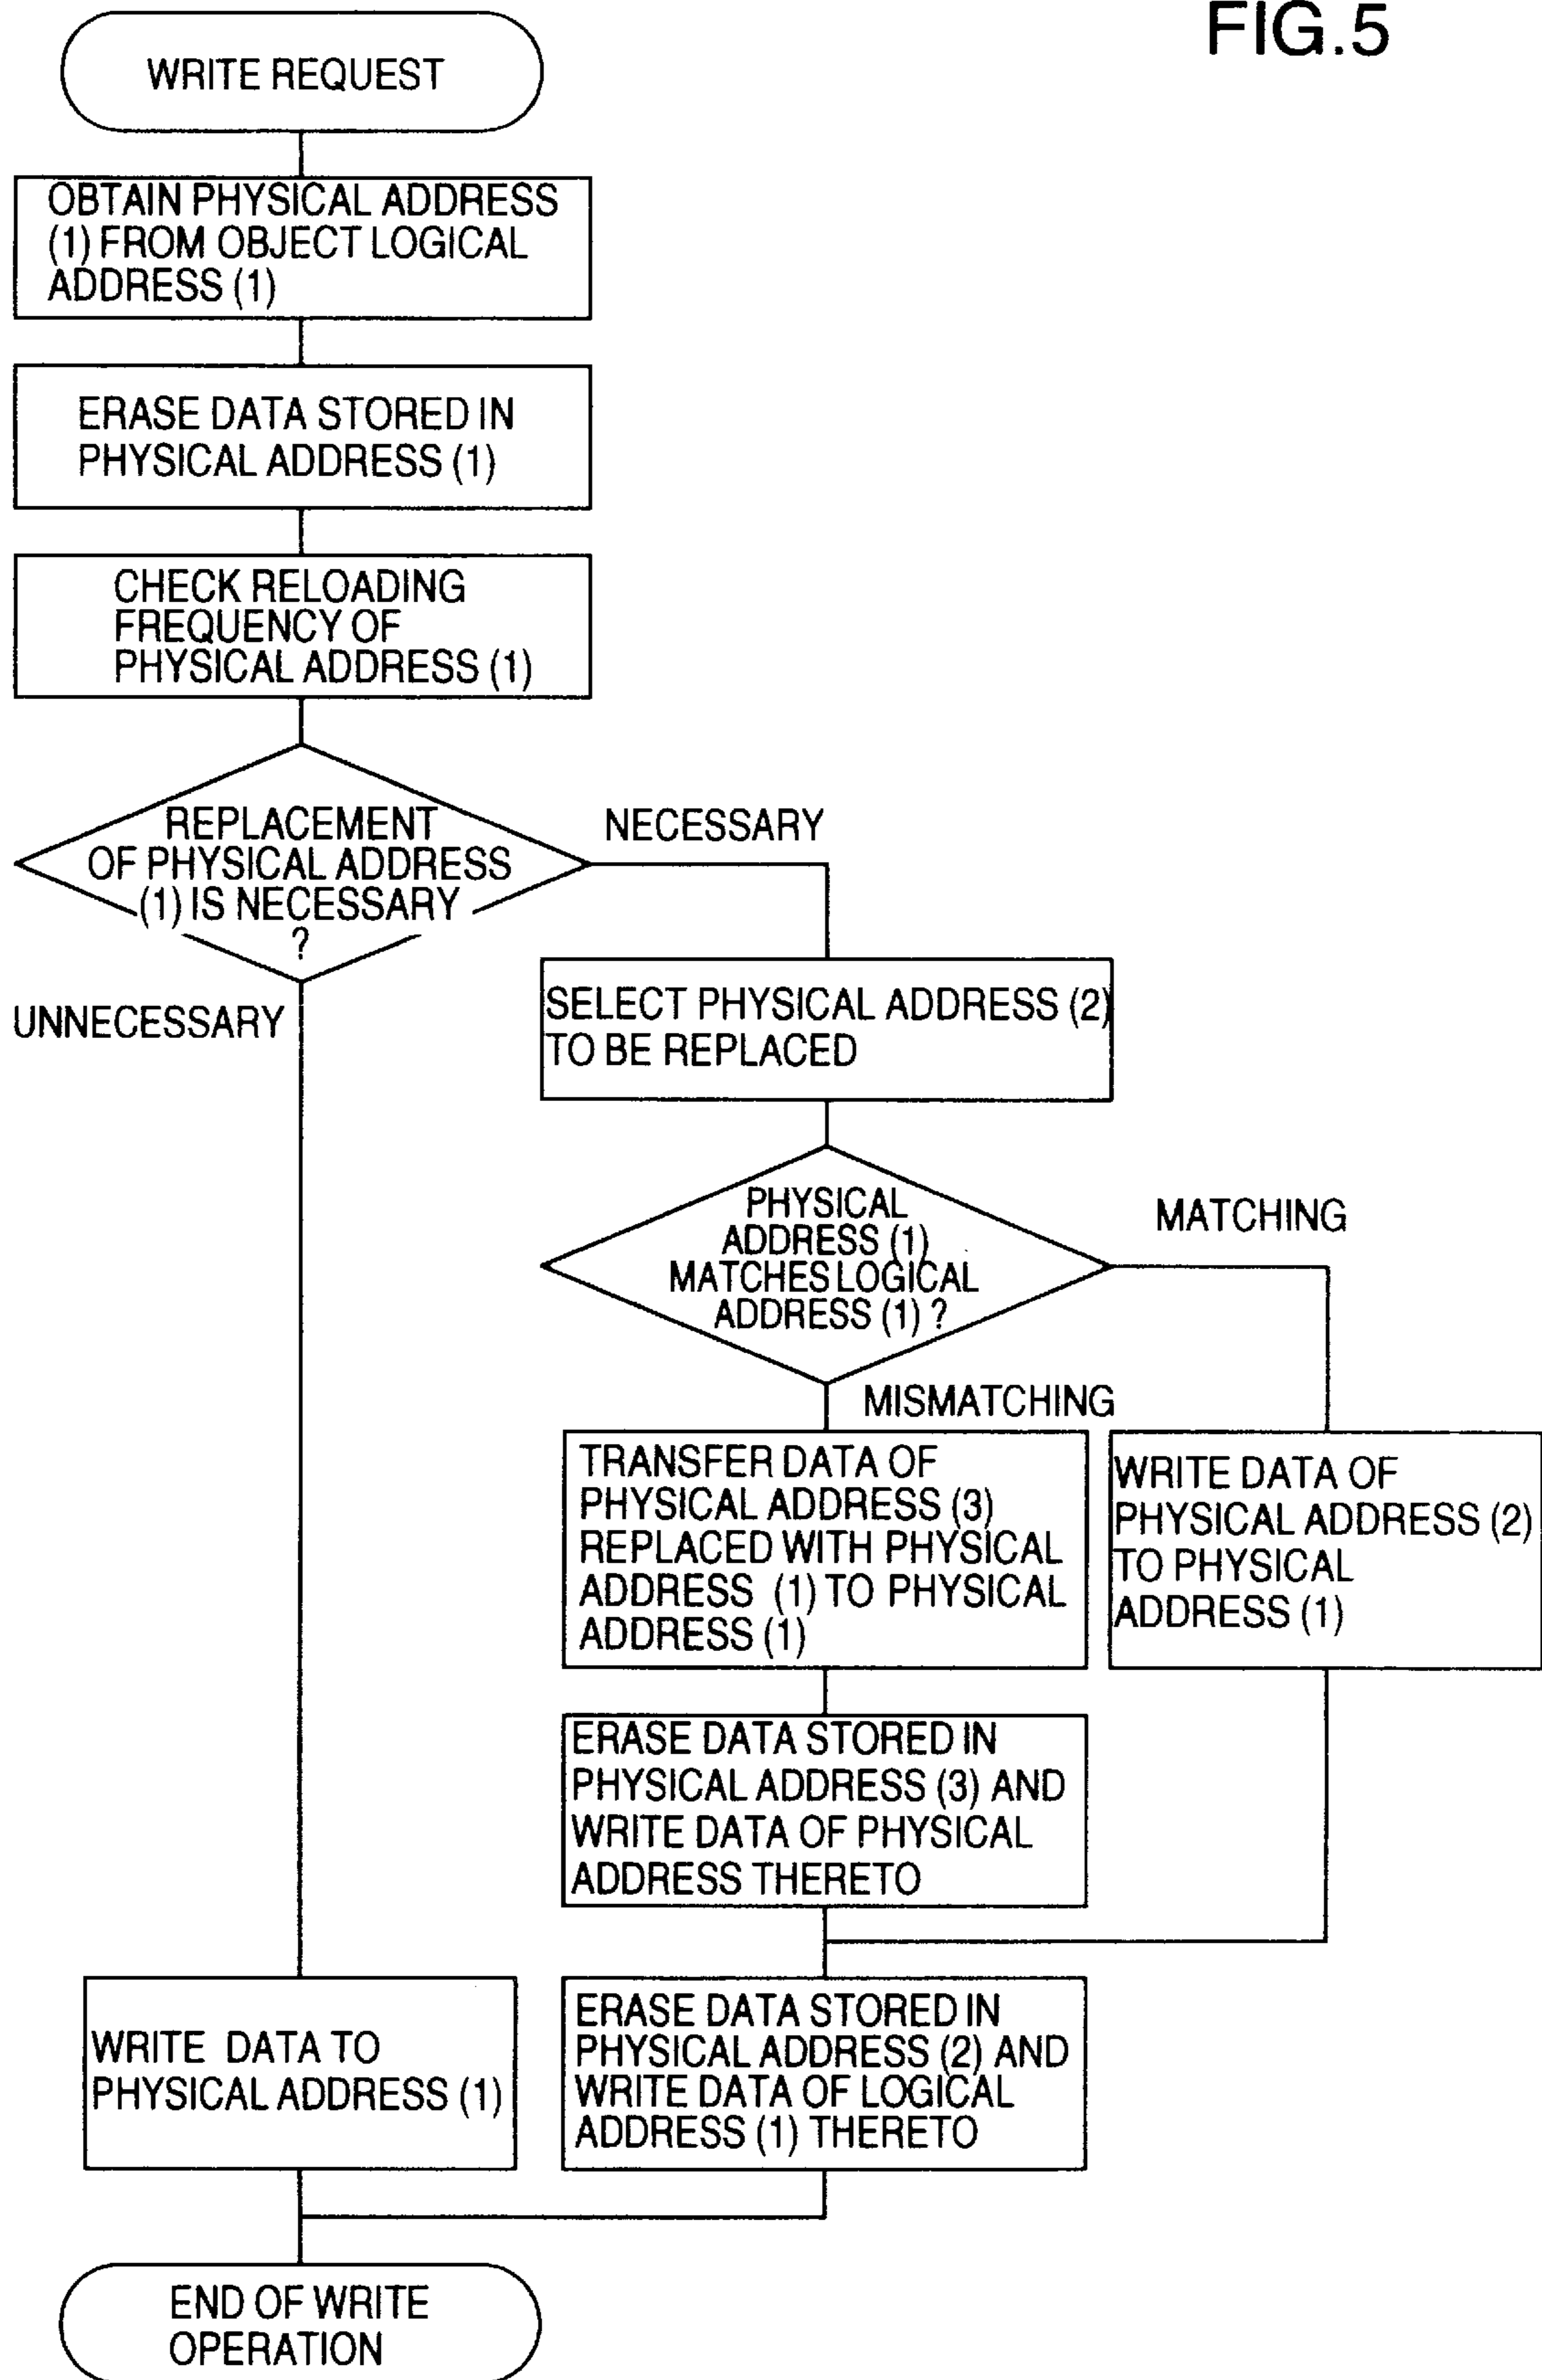 FIG.5
WRITE REQUEST
OBTAIN PHYSICAL ADDRESS
(1) FROM OBJECT LOGICAL
ADDRESS (1)
ERASE DATA STORED IN
PHYSICAL ADDRESS (1)
CHECK RELOADING
FREQUENCY OF
PHYSICAL ADDRESS (1)
REPLACEMENT
OF PHYSICAL ADDRESS
(1) IS NECESSARY
?
NECESSARY
UNNECESSARY
SELECT PHYSICAL ADDRESS (2)
TO BE REPLACED
PHYSICAL
ADDRESS (1)
MATCHES LOGICAL
ADDRESS (1) ?
MATCHING
MISMATCHING
TRANSFER DATA OF
PHYSICAL ADDRESS (3)
REPLACED WITH PHYSICAL
ADDRESS (1) TO PHYSICAL
ADDRESS (1)
WRITE DATA OF
PHYSICAL ADDRESS (2)
TO PHYSICAL
ADDRESS (1)
ERASE DATA STORED IN
PHYSICAL ADDRESS (3) AND
WRITE DATA OF PHYSICAL
ADDRESS THERETO
WRITE DATA TO
PHYSICAL ADDRESS (1)
ERASE DATA STORED IN
PHYSICAL ADDRESS (2) AND
WRITE DATA OF LOGICAL
ADDRESS (1) THERETO
END OF WRITE
OPERATION